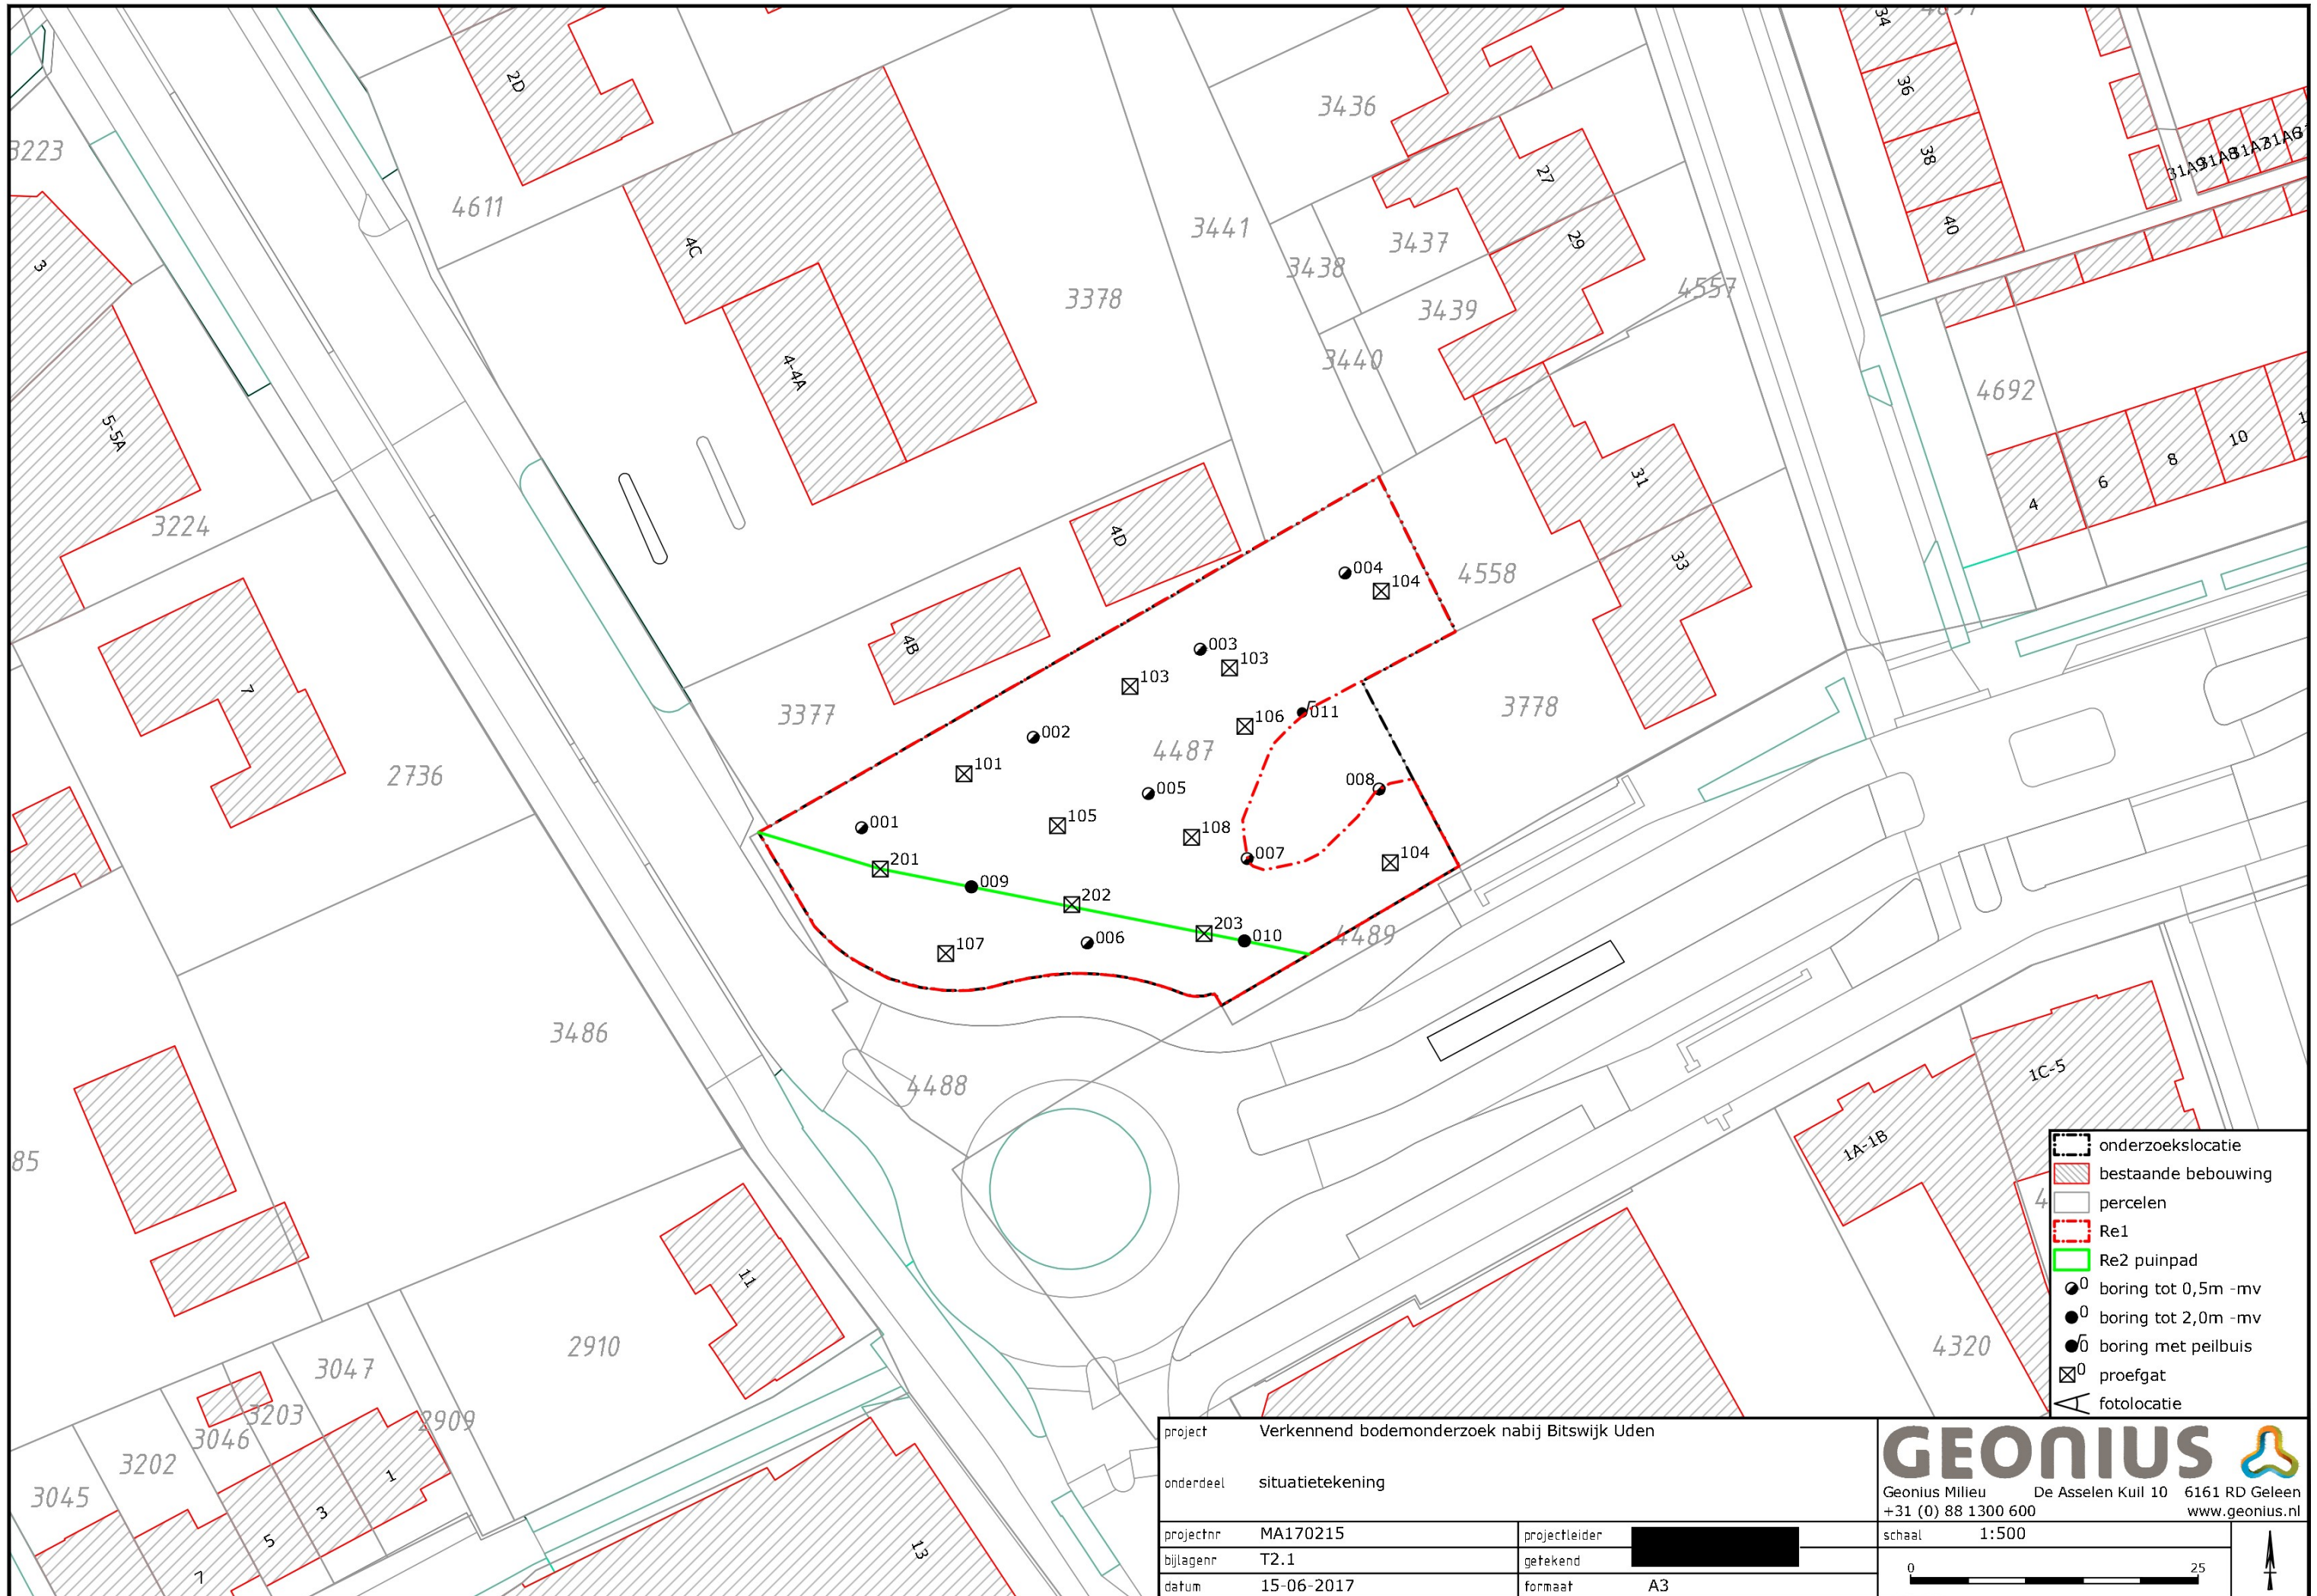 2D
34
36
38
40
31A9
31A8
31A7
31A6
3223
3
4611
4C
3436
27
3441
3437
29
3438
3378
3439
4557
3440
4-4A
4692
4
6
8
10
5-5A
3224
31
33
4D
4B
004
104
4558
003
103
103
7
2736
3377
002
106
011
3778
4487
101
005
008
001
105
108
007
104
201
009
202
203
010
4489
107
006
3486
4488
85
1C-5
1A-1B
11
2910
4320
3047
3203
2909
3046
3202
3045
1
3
5
7
13
onderzoekslocatie
bestaande bebouwing
percelen
Re1
Re2 puinpad
0 boring tot 0,5m -mv
0 boring tot 2,0m -mv
0 boring met peilbuis
0 proefgat
fotolocatie
project Verkennend bodemonderzoek nabij Bitswijk Uden
onderdeel situatietekening
projectnr MA170215 projectleider
bijlagenr T2.1 getekend
datum 15-06-2017 formaat A3
GEONIUS
Geonius Milieu De Asselen Kuil 10 6161 RD Geleen
+31 (0) 88 1300 600 www.geonius.nl
schaal 1:500
0 25